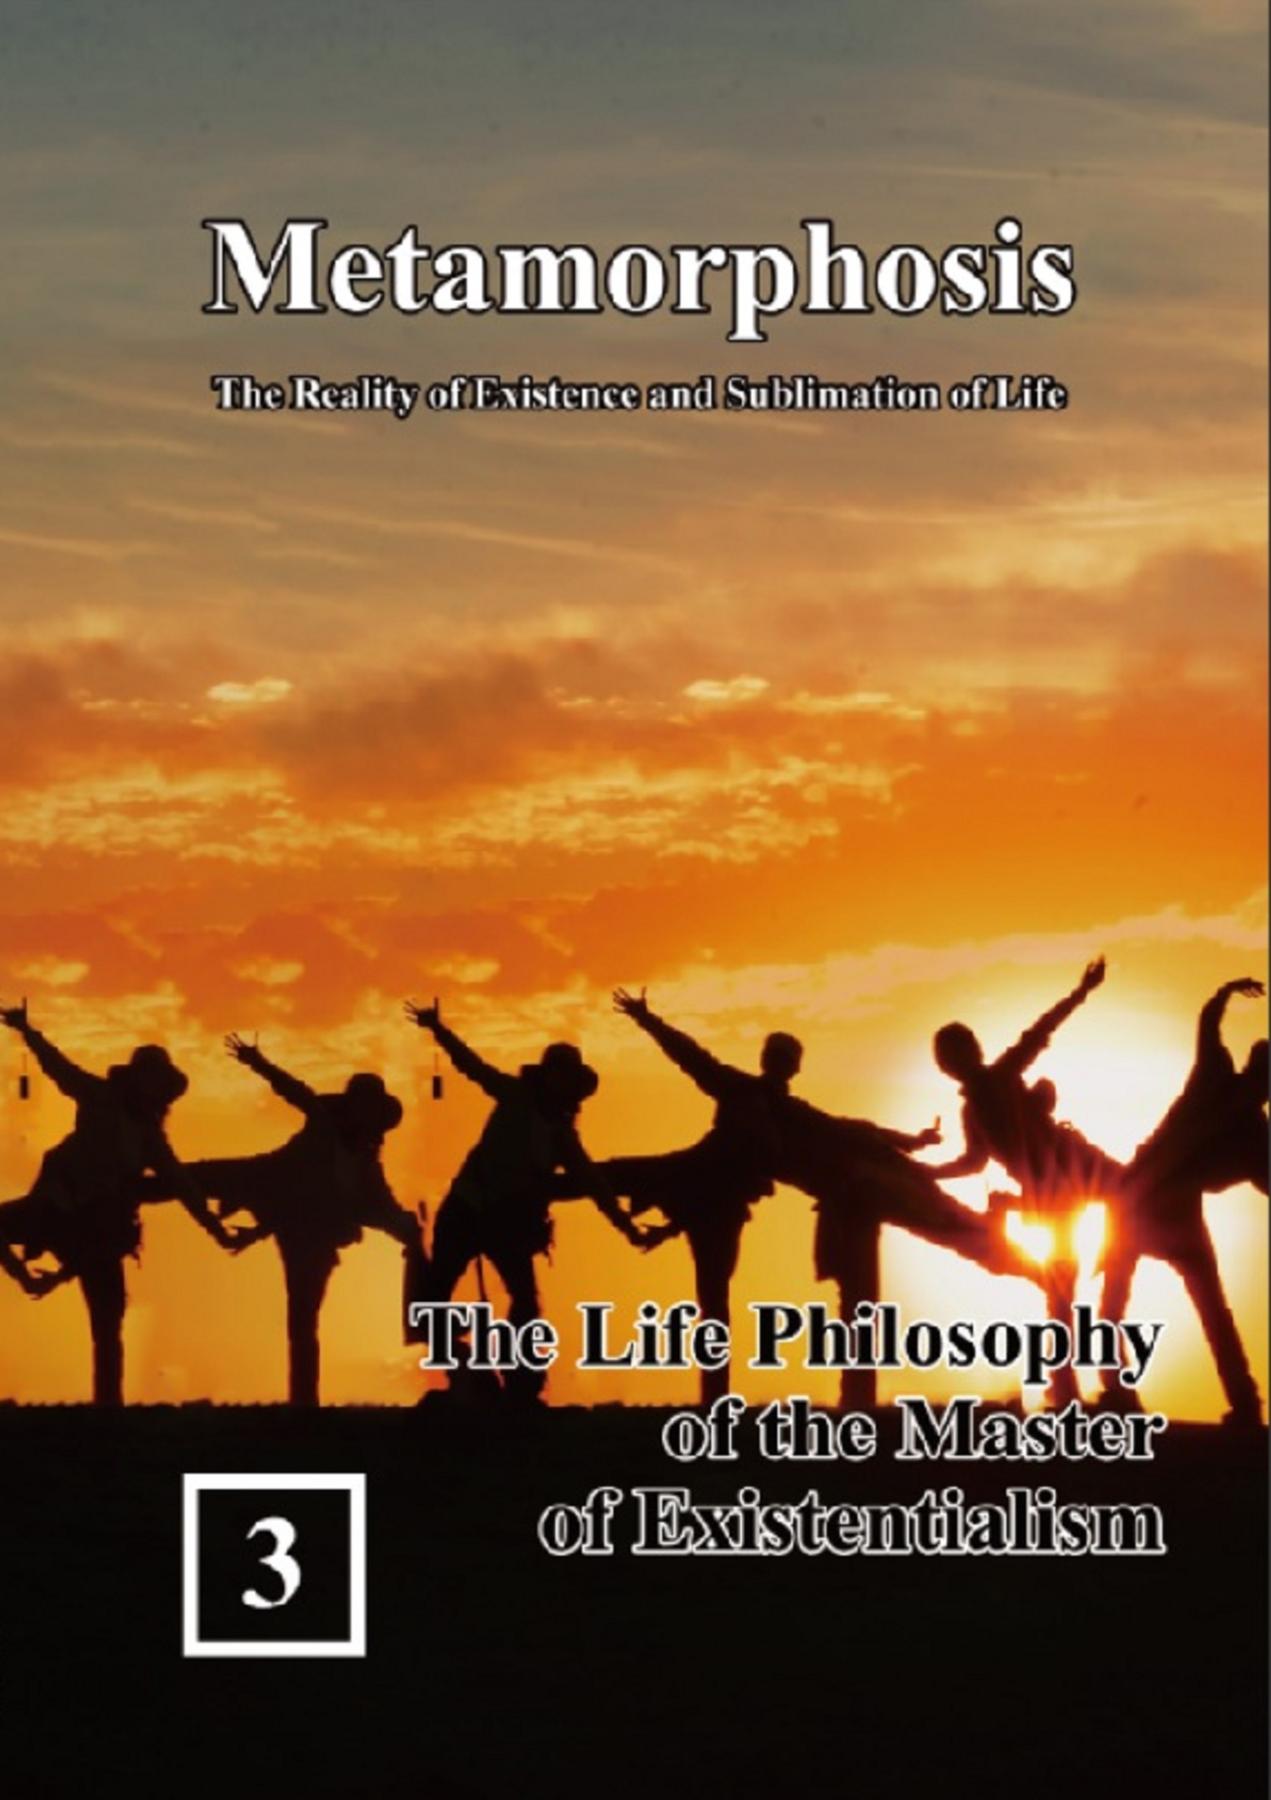 Metamorphosis
The Reality of Existence and Sublimation of Life
The Life Philosophy
of the Master
of Existentialism
3